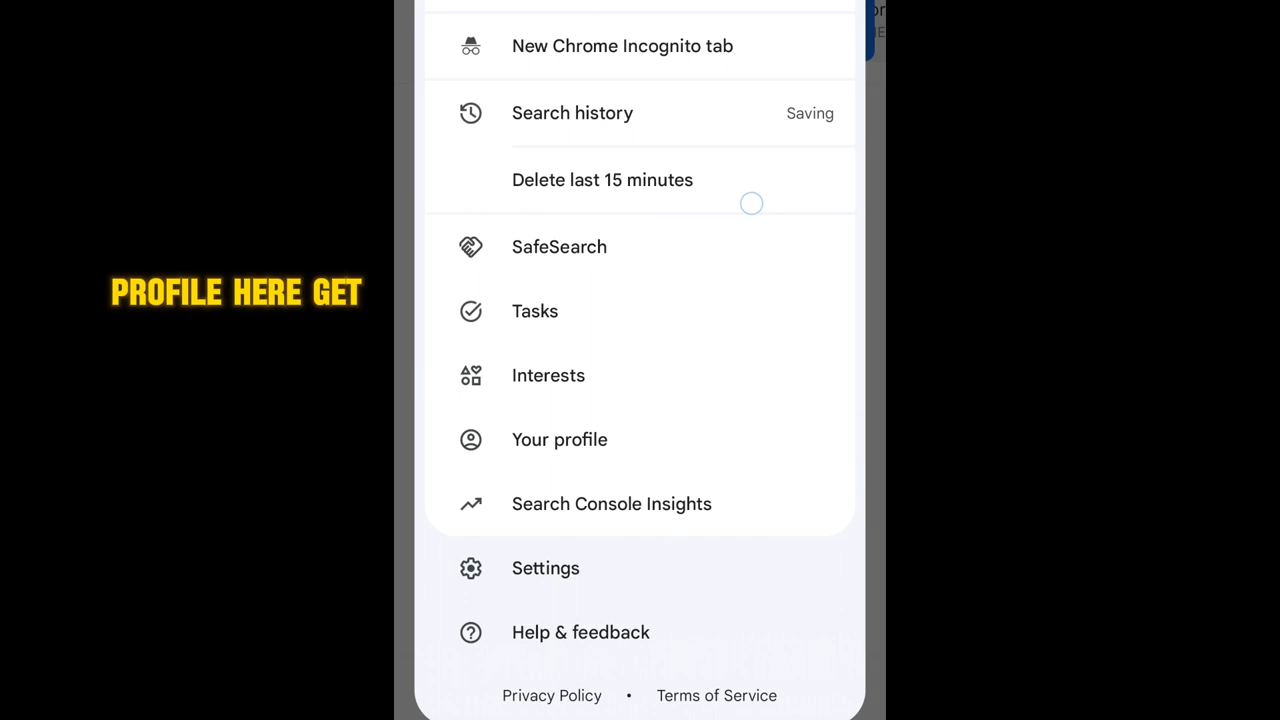 New Chrome Incognito tab
Search history Saving
Delete last 15 minutes
SafeSearch
PROFILE HERE GET
Tasks
Interests
Your profile
Search Console Insights
Settings
Help & feedback
Privacy Policy • Terms of Service